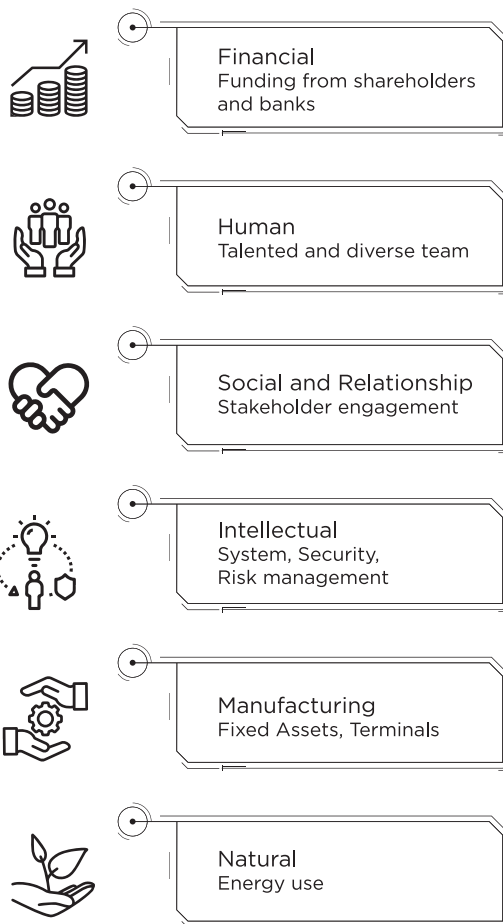 Financial
Funding from shareholders
and banks
Human
Talented and diverse team
Social and Relationship
Stakeholder engagement
Intellectual
System, Security,
Risk management
Manufacturing
Fixed Assets, Terminals
Natural
Energy use